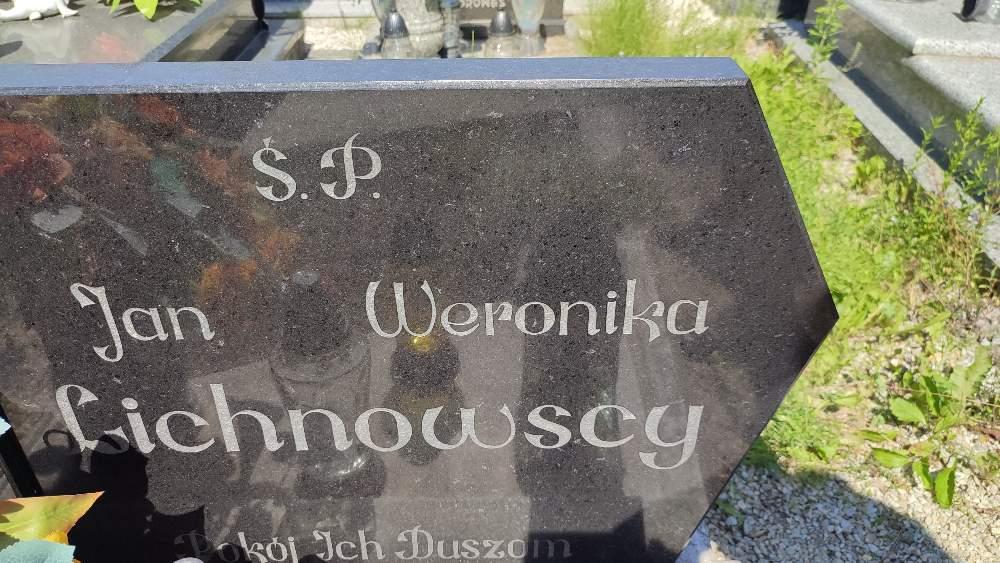 Ś.P.
Jan Weronika
Lichnowscy
Pokój Ich Duszom